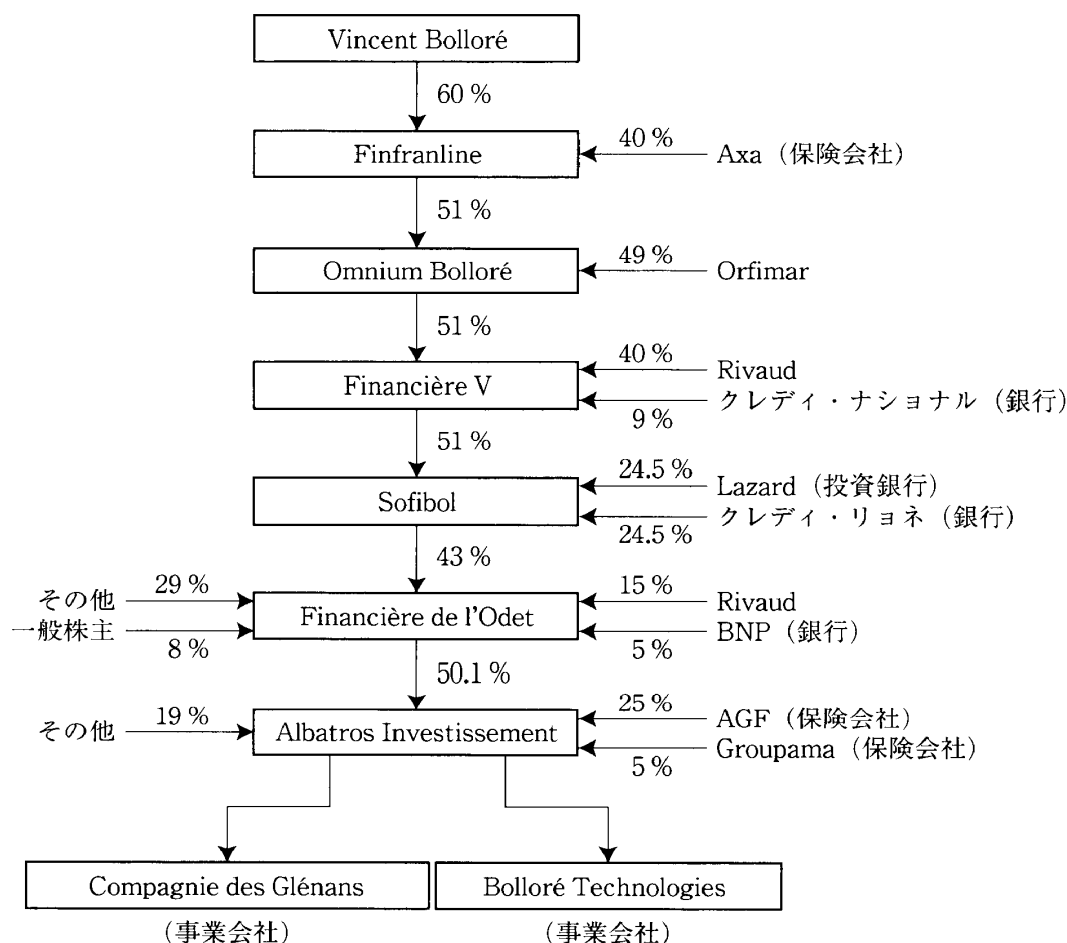 Vincent Bolloré
60 %
Finfranline
40 %
Axa（保険会社）
51 %
Omnium Bolloré
49 %
Orfimar
51 %
Financière V
40 %
Rivaud
クレディ・ナショナル（銀行）
9 %
51 %
Sofibol
24.5 %
Lazard（投資銀行）
クレディ・リョネ（銀行）
24.5 %
43 %
その他
29 %
一般株主
8 %
Financière de l'Odet
15 %
Rivaud
BNP（銀行）
5 %
50.1 %
その他
19 %
Albatros Investissement
25 %
AGF（保険会社）
Groupama（保険会社）
5 %
Compagnie des Glénans
Bolloré Technologies
（事業会社）
（事業会社）